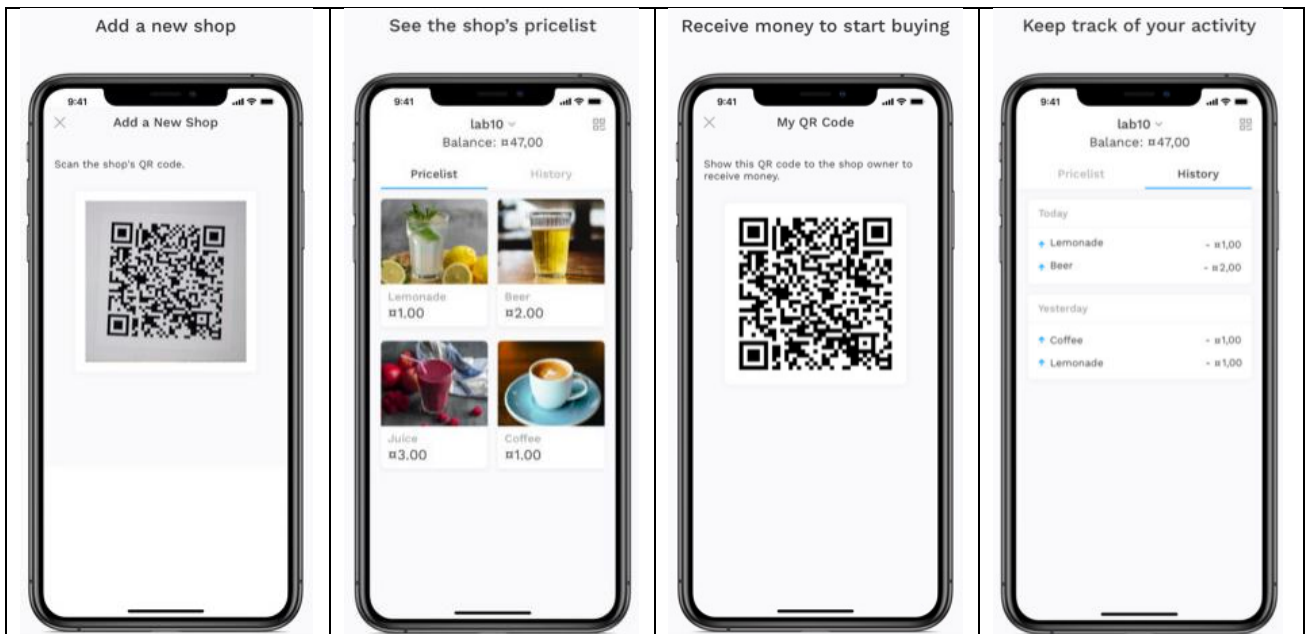 Add a new shop
9:41
Add a New Shop
Scan the shop's QR code.
See the shop's pricelist
9:41
lab10
Balance: ¤47,00
Pricelist History
Lemonade Beer
¤1.00 ¤2.00
Juice Coffee
¤3.00 ¤1.00
Receive money to start buying
9:41
My QR Code
Show this QR code to the shop owner to
receive money.
Keep track of your activity
9:41
lab10
Balance: ¤47,00
Pricelist History
Today
Lemonade - ¤1,00
Beer - ¤2,00
Yesterday
Coffee - ¤1,00
Lemonade - ¤1,00